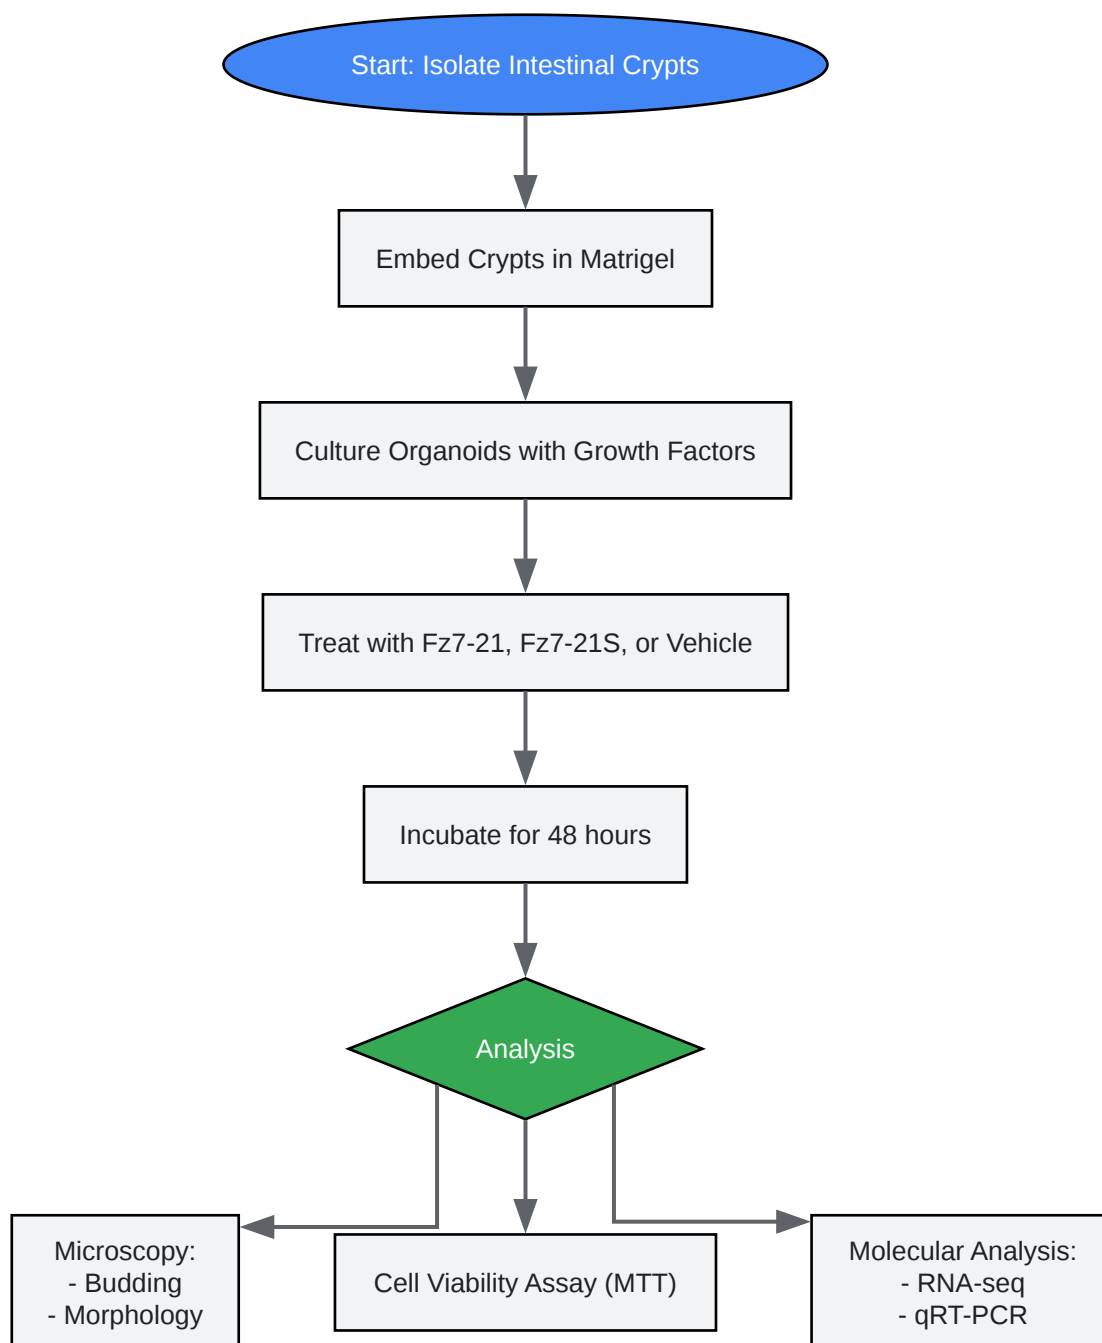 Start: Isolate Intestinal Crypts
Embed Crypts in Matrigel
Culture Organoids with Growth Factors
Treat with Fz7-21, Fz7-21S, or Vehicle
Incubate for 48 hours
Analysis
Microscopy:
- Budding
- Morphology
Cell Viability Assay (MTT)
Molecular Analysis:
- RNA-seq
- qRT-PCR